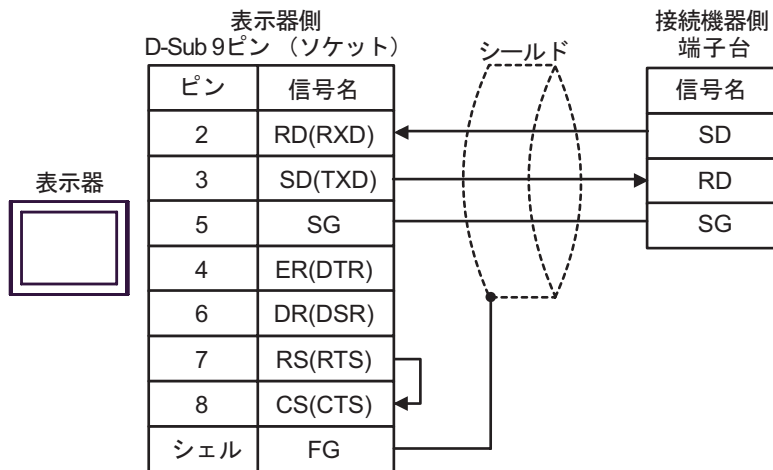 表示器側
D-Sub 9ピン （ソケット）
シールド
接続機器側
端子台
ピン 信号名
信号名
2 RD(RXD)
SD
3 SD(TXD)
RD
5 SG
SG
4 ER(DTR)
6 DR(DSR)
7 RS(RTS)
8 CS(CTS)
シェル FG
表示器